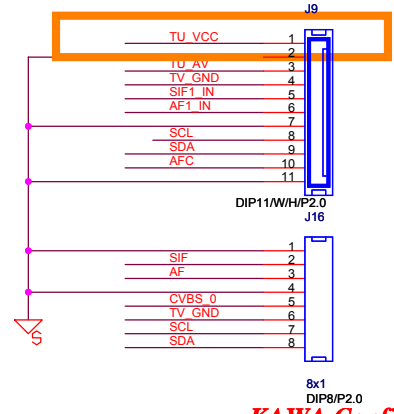 J9
TU_VCC 1
2
TU_AV 3
TV_GND 4
SIF1_IN 5
AF1_IN 6
7
SCL 8
SDA 9
AFC 10
11
DIP11/W/H/P2.0
J16
1
SIF 2
AF 3
4
CVBS_0 5
TV_GND 6
SCL 7
SDA 8
S
8x1
DIP8/P2.0
KAWA